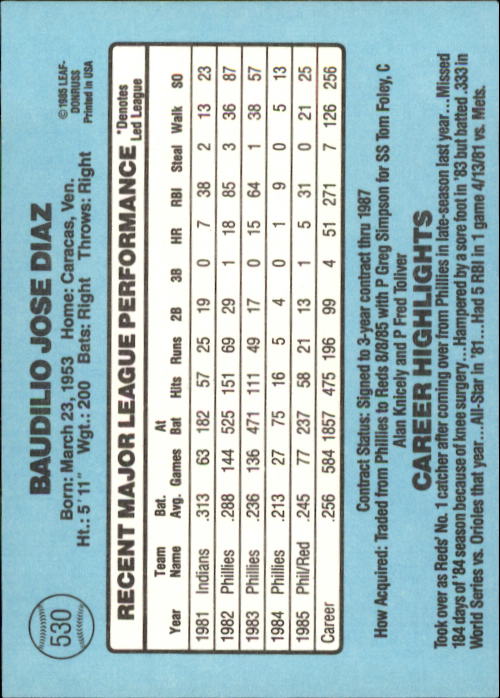 530
BAUDILIO JOSE DIAZ
© 1985 LEAF-
DONRUSS
Printed in USA
Born: March 23, 1953 Home: Caracas, Ven.
Ht.: 5' 11" Wgt.: 200 Bats: Right Throws: Right
RECENT MAJOR LEAGUE PERFORMANCE *Denotes Led League
Year Team Name Bat. Avg. Games At Bat Hits Runs 2B 3B HR RBI Steal Walk SO
1981 Indians .313 63 182 57 25 19 0 7 38 2 13 23
1982 Phillies .288 144 525 151 69 29 1 18 85 3 36 87
1983 Phillies .236 136 471 111 49 17 0 15 64 1 38 57
1984 Phillies .213 27 75 16 5 4 0 1 9 0 5 13
1985 Phil/Red .245 77 237 58 21 13 1 5 31 0 21 25
Career .256 584 1857 475 196 99 4 51 271 7 126 256
Contract Status: Signed to 3-year contract thru 1987
How Acquired: Traded from Phillies to Reds 8/8/85 with P Greg Simpson for SS Tom Foley, C
Alan Knicely and P Fred Toliver
CAREER HIGHLIGHTS
Took over as Reds' No. 1 catcher after coming over from Phillies in late-season last year...Missed
184 days of '84 season because of knee surgery...Hampered by a sore foot in '83 but batted .333 in
World Series vs. Orioles that year...All-Star in '81...Had 5 RBI in 1 game 4/13/81 vs. Mets.